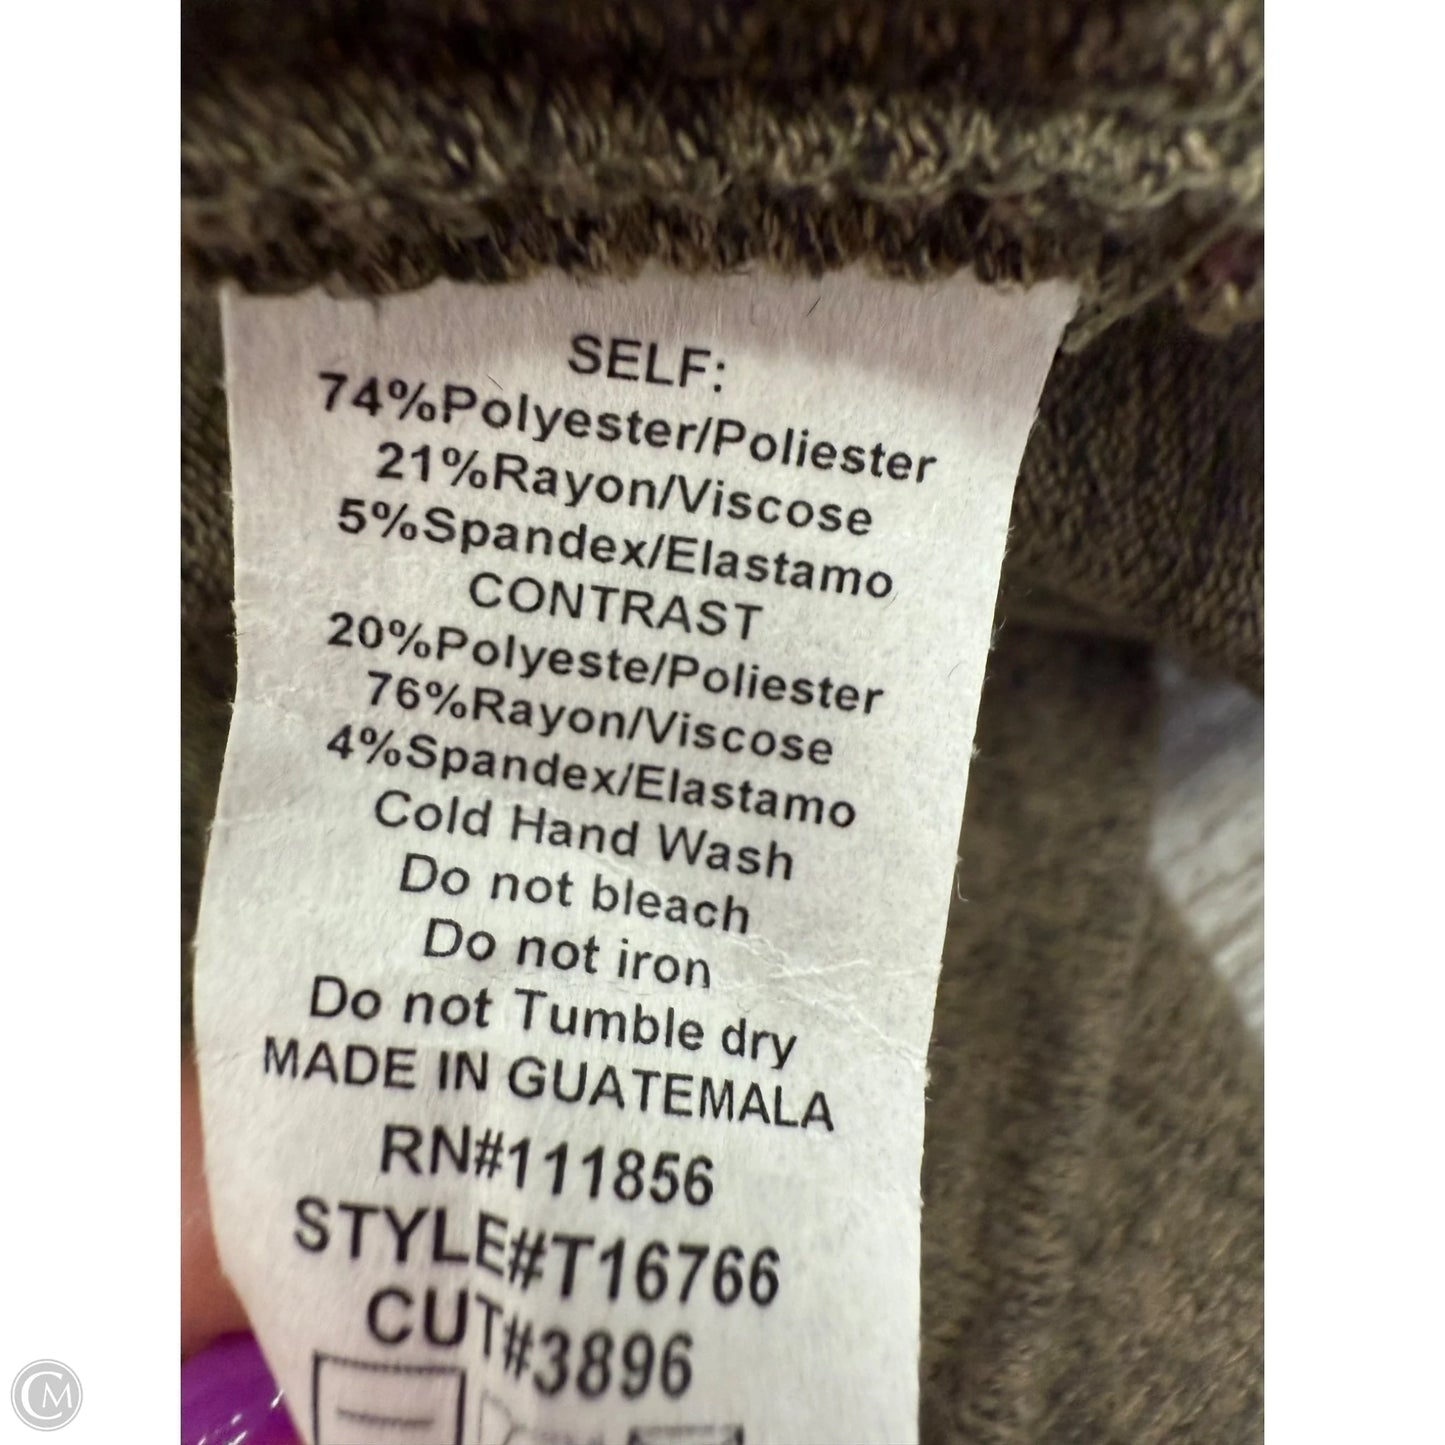 SELF:
74%Polyester/Poliester
21%Rayon/Viscose
5%Spandex/Elastamo
CONTRAST
20%Polyeste/Poliester
76%Rayon/Viscose
4%Spandex/Elastamo
Cold Hand Wash
Do not bleach
Do not iron
Do not Tumble dry
MADE IN GUATEMALA
RN#111856
STYLE#T16766
CUT#3896
CM